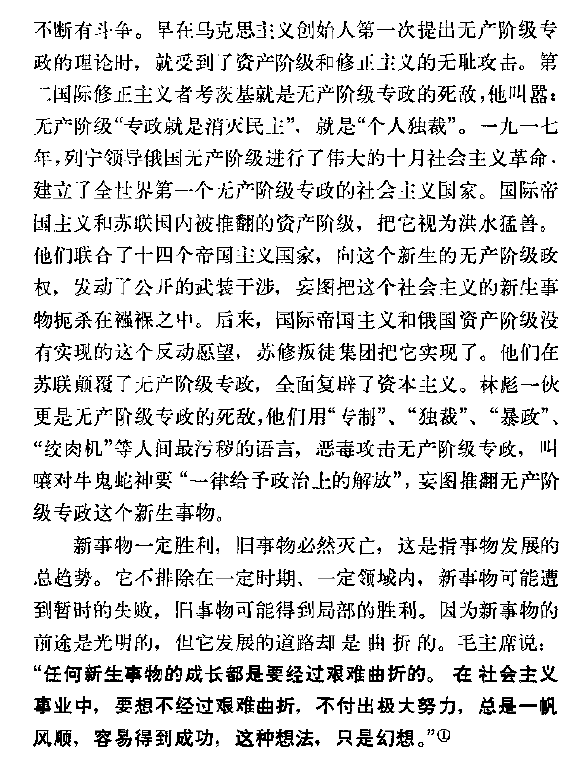 不断有斗争。早在马克思主义创始人第一次提出无产阶级专
政的理论时，就受到了资产阶级和修正主义的无耻攻击。第
二国际修正主义者考茨基就是无产阶级专政的死敌，他叫嚣：
无产阶级“专政就是消灭民主”，就是“个人独裁”。一九一七
年，列宁领导俄国无产阶级进行了伟大的十月社会主义革命，
建立了全世界第一个无产阶级专政的社会主义国家。国际帝
国主义和苏联国内被推翻的资产阶级，把它视为洪水猛兽。
他们联合了十四个帝国主义国家，向这个新生的无产阶级政
权，发动了公开的武装干涉，妄图把这个社会主义的新生事
物扼杀在襁褓之中。后来，国际帝国主义和俄国资产阶级没
有实现的这个反动愿望，苏修叛徒集团把它实现了。他们在
苏联颠覆了无产阶级专政，全面复辟了资本主义。林彪一伙
更是无产阶级专政的死敌，他们用“专制”、“独裁”、“暴政”、
“绞肉机”等人间最污秽的语言，恶毒攻击无产阶级专政，叫
嚷对牛鬼蛇神要“一律给予政治上的解放”，妄图推翻无产阶
级专政这个新生事物。
新事物一定胜利，旧事物必然灭亡，这是指事物发展的
总趋势。它不排除在一定时期、一定领域内，新事物可能遭
到暂时的失败，旧事物可能得到局部的胜利。因为新事物的
前途是光明的，但它发展的道路却是曲折的。毛主席说：
“任何新生事物的成长都是要经过艰难曲折的。在社会主义
事业中，要想不经过艰难曲折，不付出极大努力，总是一帆
风顺，容易得到成功，这种想法，只是幻想。”①